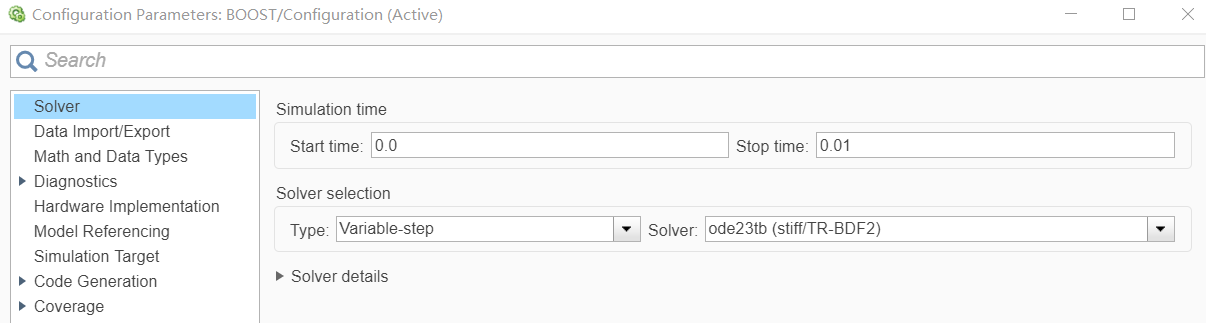 Configuration Parameters: BOOST/Configuration (Active)
Search
Solver
Data Import/Export
Math and Data Types
Diagnostics
Hardware Implementation
Model Referencing
Simulation Target
Code Generation
Coverage
Simulation time
Start time: 0.0 Stop time: 0.01
Solver selection
Type: Variable-step Solver: ode23tb (stiff/TR-BDF2)
Solver details